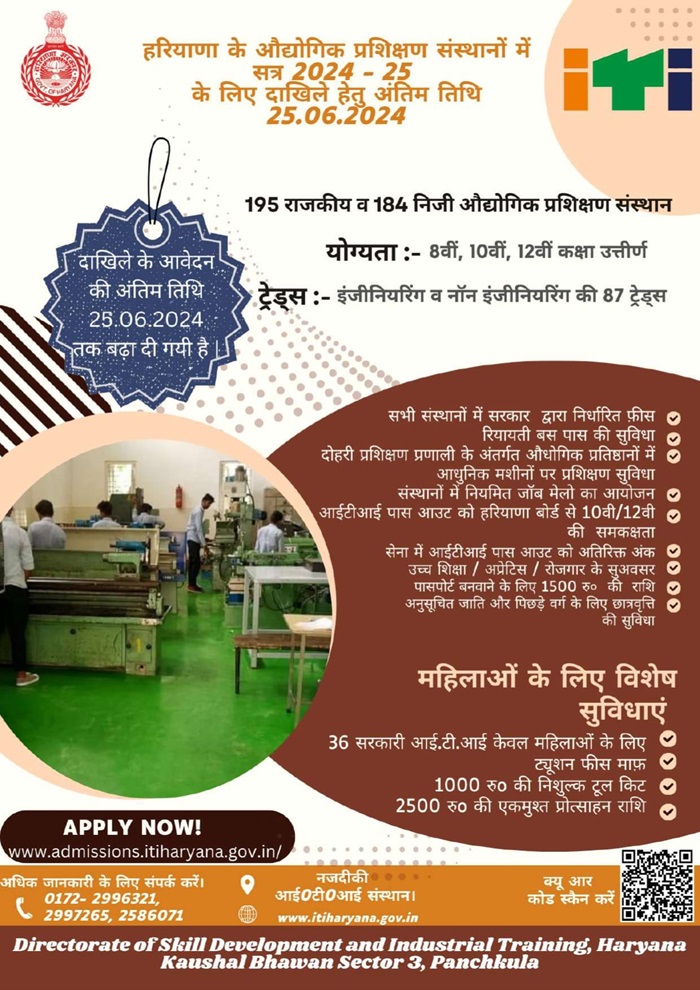 हरियाणा के औद्योगिक प्रशिक्षण संस्थानों में
सत्र 2024 - 25
के लिए दाखिले हेतु अंतिम तिथि
25.06.2024
iTi
195 राजकीय व 184 निजी औद्योगिक प्रशिक्षण संस्थान
योग्यता :- 8वीं, 10वीं, 12वीं कक्षा उत्तीर्ण
ट्रेड्स :- इंजीनियरिंग व नॉन इंजीनियरिंग की 87 ट्रेड्स
दाखिले के आवेदन
की अंतिम तिथि
25.06.2024
तक बढ़ा दी गयी है |
सभी संस्थानों में सरकार द्वारा निर्धारित फ़ीस
रियायती बस पास की सुविधा
दोहरी प्रशिक्षण प्रणाली के अंतर्गत औधोगिक प्रतिष्ठानों में
आधुनिक मशीनों पर प्रशिक्षण सुविधा
संस्थानों में नियमित जॉब मेलो का आयोजन
आईटीआई पास आउट को हरियाणा बोर्ड से 10वी/12वी
की समकक्षता
सेना में आईटीआई पास आउट को अतिरिक्त अंक
उच्च शिक्षा / अप्रेंटिस / रोजगार के सुअवसर
पासपोर्ट बनवाने के लिए 1500 रु० की राशि
अनुसूचित जाति और पिछड़े वर्ग के लिए छात्रवृत्ति
की सुविधा
महिलाओं के लिए विशेष
सुविधाएं
36 सरकारी आई.टी.आई केवल महिलाओं के लिए
ट्यूशन फीस माफ़
1000 रु० की निशुल्क टूल किट
2500 रु० की एकमुश्त प्रोत्साहन राशि
APPLY NOW!
www.admissions.itiharyana.gov.in/
अधिक जानकारी के लिए संपर्क करें।
0172- 2996321,
2997265, 2586071
नजदीकी
आई0टी0आई संस्थान।
www.itiharyana.gov.in
क्यू आर
कोड स्कैन करें
Directorate of Skill Development and Industrial Training, Haryana
Kaushal Bhawan Sector 3, Panchkula